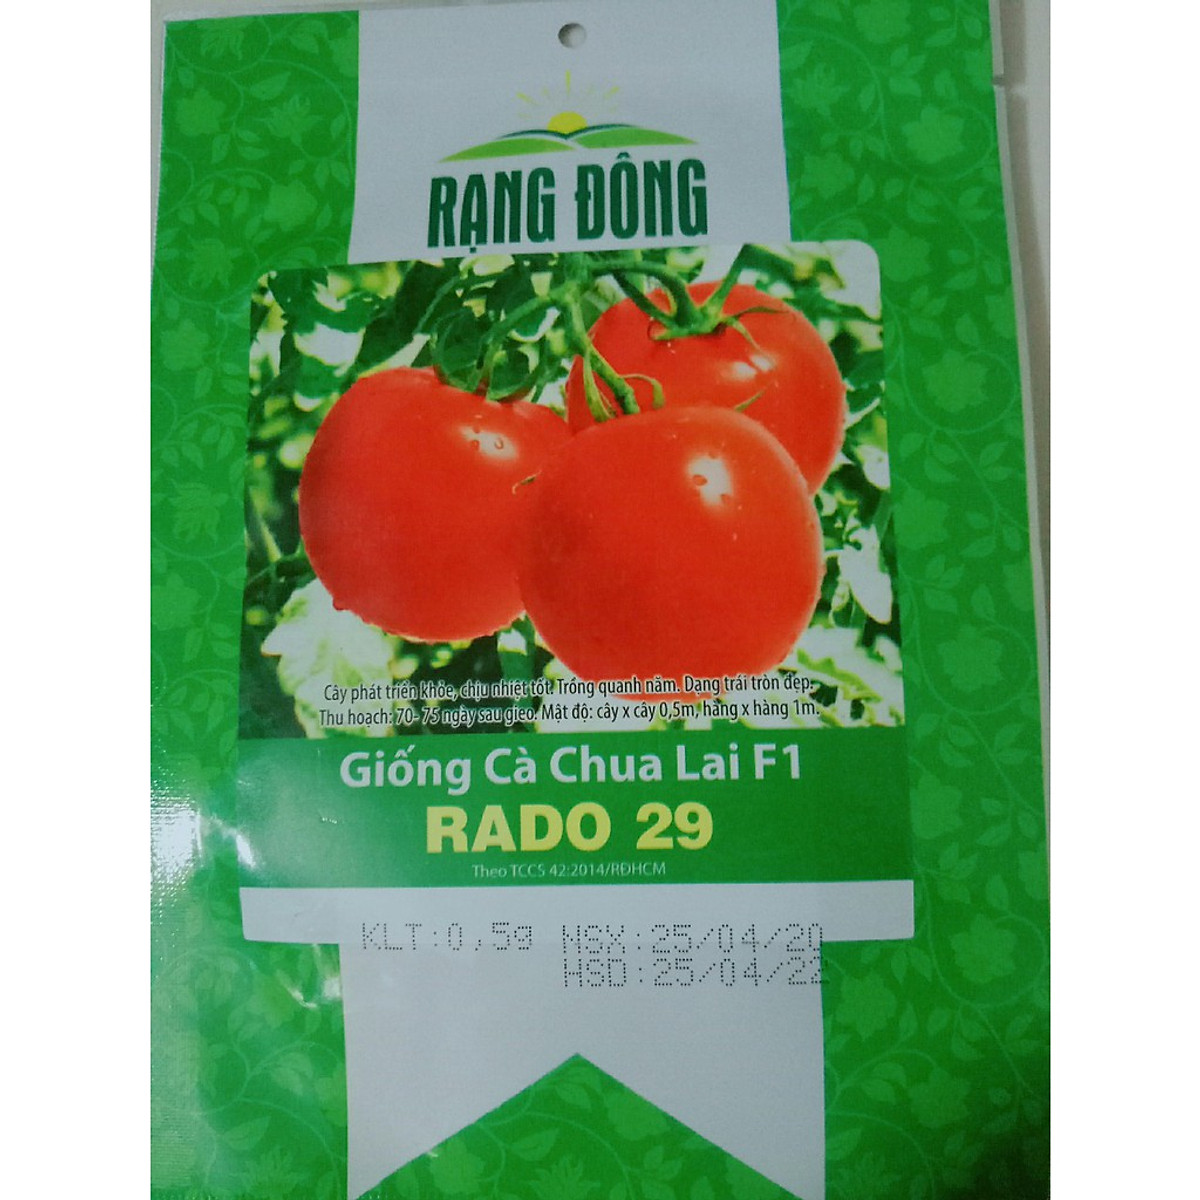 RẠNG ĐÔNG
Cây phát triển khỏe, chịu nhiệt tốt. Trồng quanh năm. Dạng trái tròn đẹp.
Thu hoạch: 70- 75 ngày sau gieo. Mật độ: cây x cây 0,5m, hàng x hàng 1m.
Giống Cà Chua Lai F1
RADO 29
Theo TCCS 42:2014/RĐHCM
KLT:0,5g NSX:25/04/20
HSD:25/04/22